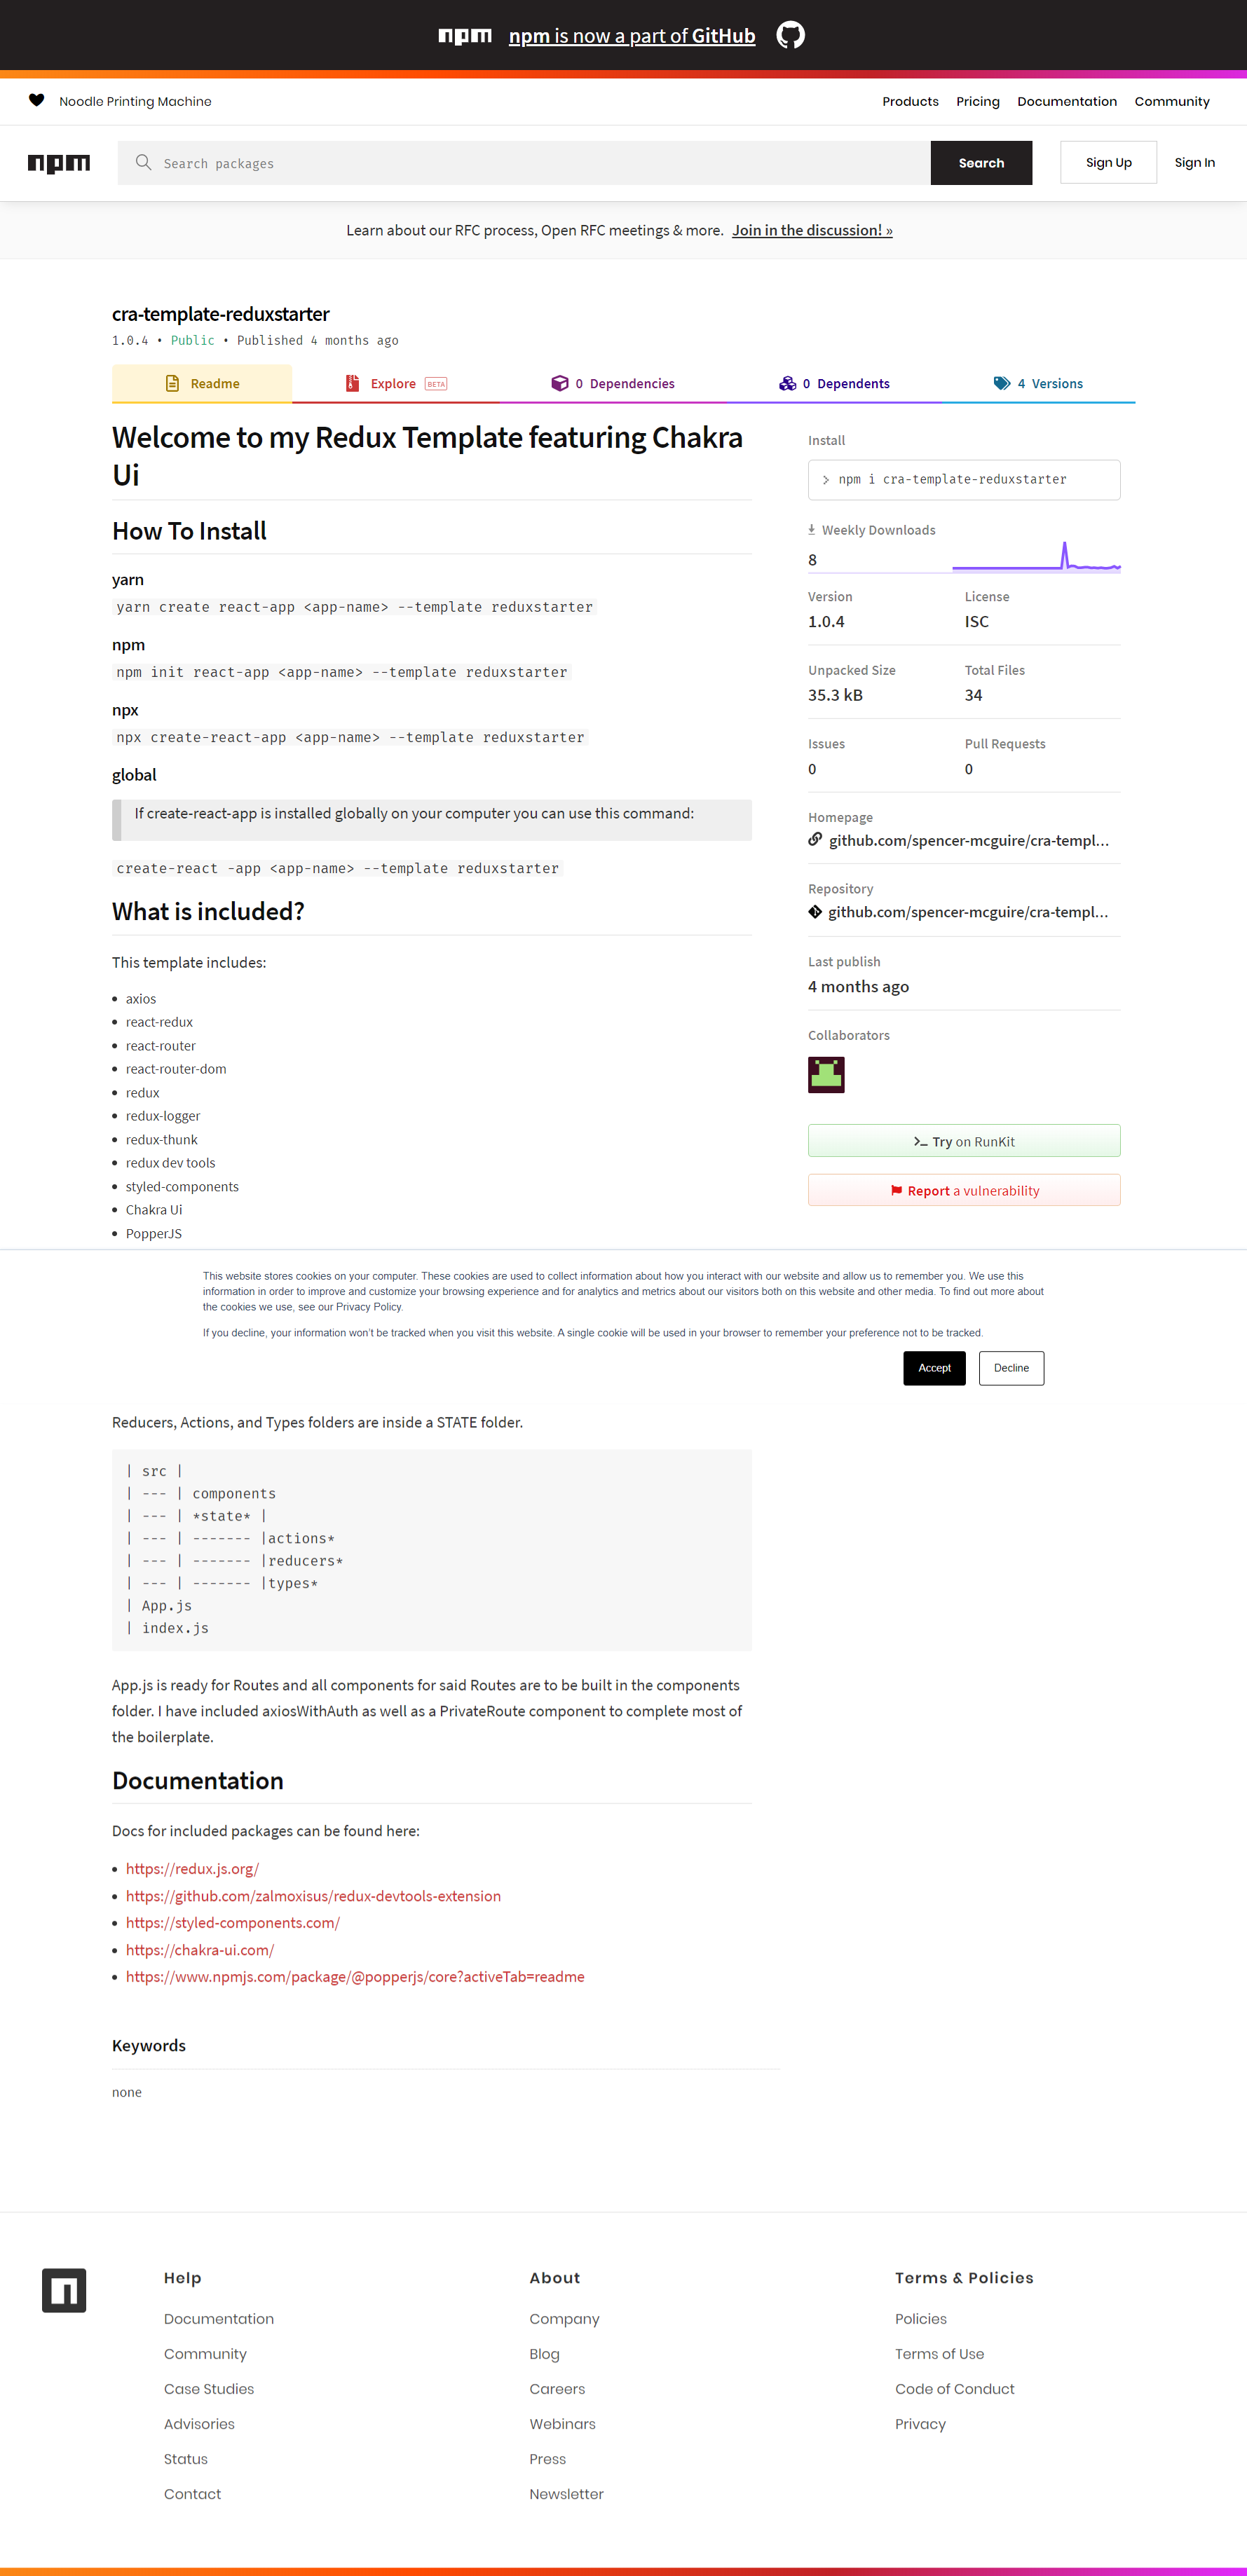 npm npm is now a part of GitHub
Noodle Printing Machine
Products Pricing Documentation Community
npm Search packages Search Sign Up Sign In
Learn about our RFC process, Open RFC meetings & more. Join in the discussion! »
cra-template-reduxstarter
1.0.4 • Public • Published 4 months ago
Readme Explore BETA 0 Dependencies 0 Dependents 4 Versions
Welcome to my Redux Template featuring Chakra
Ui
How To Install
yarn
yarn create react-app <app-name> --template reduxstarter
npm
npm init react-app <app-name> --template reduxstarter
npx
npx create-react-app <app-name> --template reduxstarter
global
If create-react-app is installed globally on your computer you can use this command:
create-react -app <app-name> --template reduxstarter
What is included?
This template includes:
• axios
• react-redux
• react-router
• react-router-dom
• redux
• redux-logger
• redux-thunk
• redux dev tools
• styled-components
• Chakra Ui
• PopperJS
Install
> npm i cra-template-reduxstarter
Weekly Downloads
8
Version License
1.0.4 ISC
Unpacked Size Total Files
35.3 kB 34
Issues Pull Requests
0 0
Homepage
github.com/spencer-mcguire/cra-templ...
Repository
github.com/spencer-mcguire/cra-templ...
Last publish
4 months ago
Collaborators
>_ Try on RunKit
Report a vulnerability
This website stores cookies on your computer. These cookies are used to collect information about how you interact with our website and allow us to remember you. We use this
information in order to improve and customize your browsing experience and for analytics and metrics about our visitors both on this website and other media. To find out more about
the cookies we use, see our Privacy Policy.
If you decline, your information won't be tracked when you visit this website. A single cookie will be used in your browser to remember your preference not to be tracked.
Accept Decline
Reducers, Actions, and Types folders are inside a STATE folder.
| src |
| --- | components
| --- | *state* |
| --- | ------- |actions*
| --- | ------- |reducers*
| --- | ------- |types*
| App.js
| index.js
App.js is ready for Routes and all components for said Routes are to be built in the components
folder. I have included axiosWithAuth as well as a PrivateRoute component to complete most of
the boilerplate.
Documentation
Docs for included packages can be found here:
• https://redux.js.org/
• https://github.com/zalmoxisus/redux-devtools-extension
• https://styled-components.com/
• https://chakra-ui.com/
• https://www.npmjs.com/package/@popperjs/core?activeTab=readme
Keywords
none
Help
Documentation
Community
Case Studies
Advisories
Status
Contact
About
Company
Blog
Careers
Webinars
Press
Newsletter
Terms & Policies
Policies
Terms of Use
Code of Conduct
Privacy